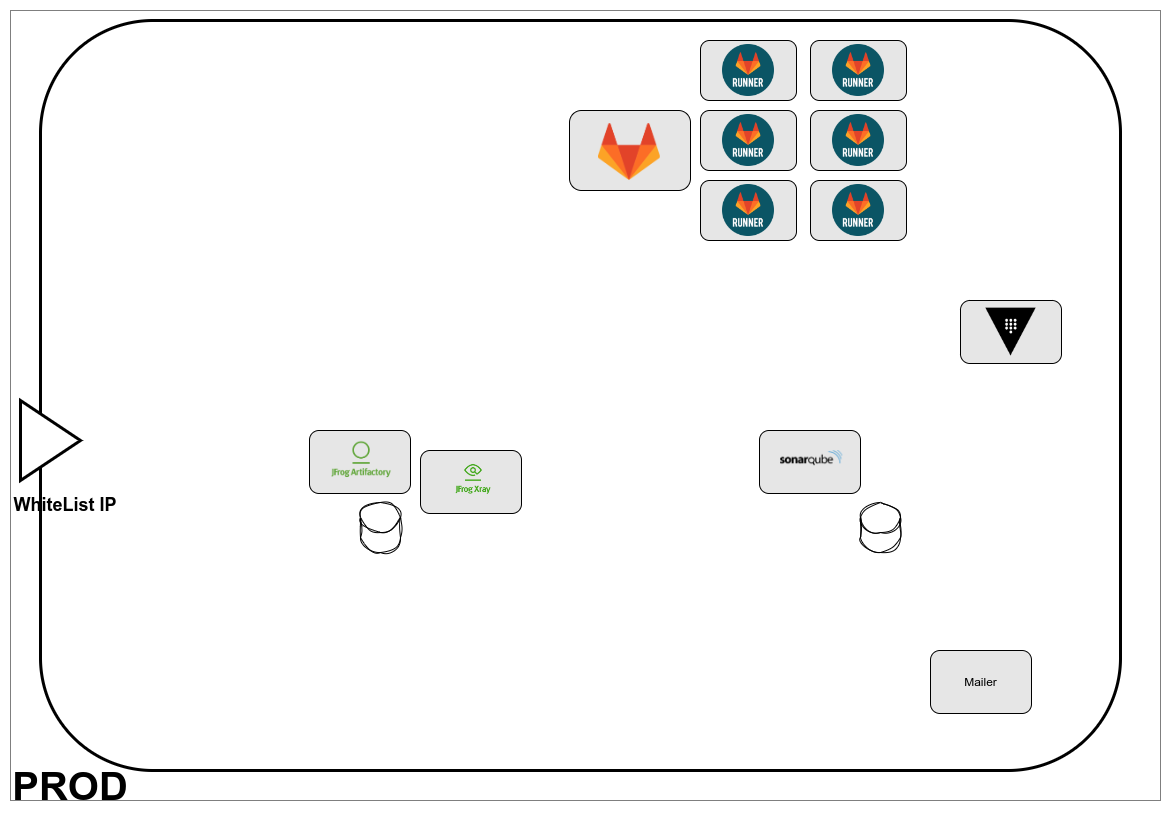 RUNNER
RUNNER
RUNNER
RUNNER
RUNNER
RUNNER
JFrog Artifactory
JFrog Xray
sonarqube
WhiteList IP
Mailer
PROD